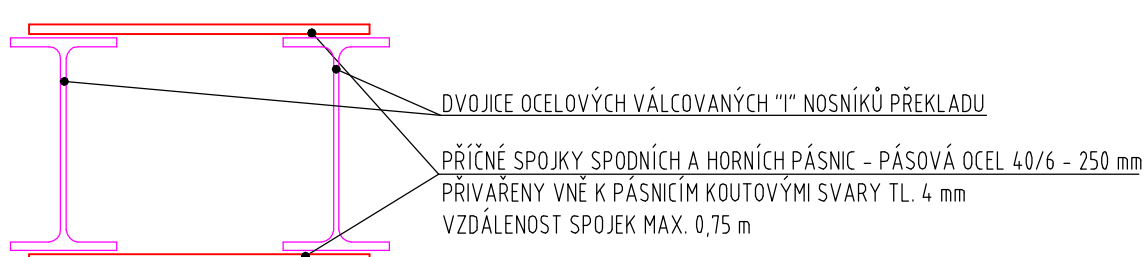 DVOJICE OCELOVÝCH VÁLCOVANÝCH "I" NOSNÍKŮ PŘEKLADU
PŘÍČNÉ SPOJKY SPODNÍCH A HORNÍCH PÁSNIC - PÁSOVÁ OCEL 40/6 - 250 mm
PŘIVAŘENY VNĚ K PÁSNICÍM KOUTOVÝMI SVARY TL. 4 mm
VZDÁLENOST SPOJEK MAX. 0,75 m